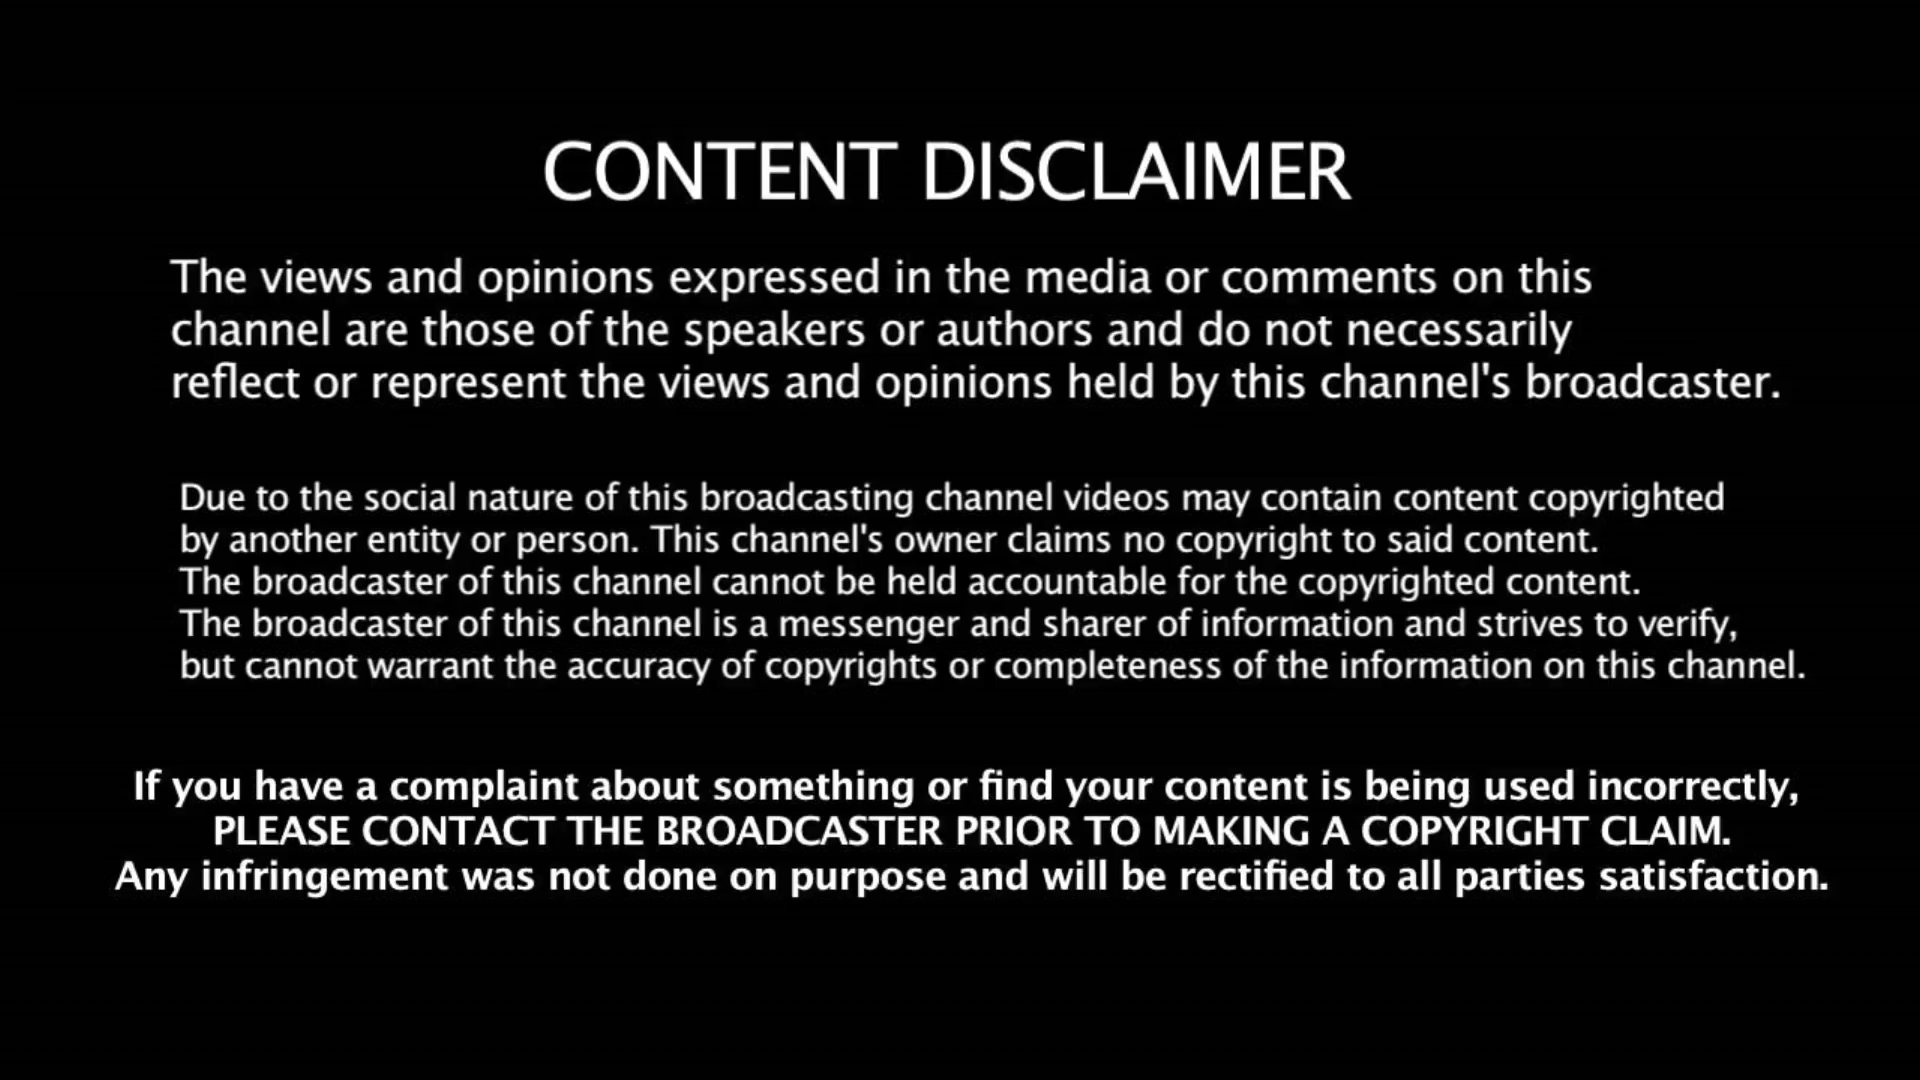 CONTENT DISCLAIMER
The views and opinions expressed in the media or comments on this
channel are those of the speakers or authors and do not necessarily
reflect or represent the views and opinions held by this channel's broadcaster.
Due to the social nature of this broadcasting channel videos may contain content copyrighted
by another entity or person. This channel's owner claims no copyright to said content.
The broadcaster of this channel cannot be held accountable for the copyrighted content.
The broadcaster of this channel is a messenger and sharer of information and strives to verify,
but cannot warrant the accuracy of copyrights or completeness of the information on this channel.
If you have a complaint about something or find your content is being used incorrectly,
PLEASE CONTACT THE BROADCASTER PRIOR TO MAKING A COPYRIGHT CLAIM.
Any infringement was not done on purpose and will be rectified to all parties satisfaction.